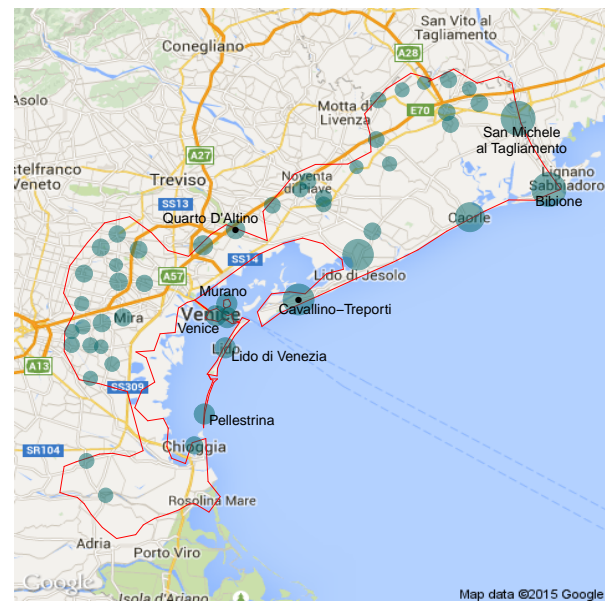 San Vito al
Tagliamento
Conegliano
A28
Asolo
Motta di
Livenza
E70
A27
San Michele
al Tagliamento
stelfranco
Veneto
Treviso
Noventa
di Piave
Lignano
Sabbiadoro
Bibione
SS13
Quarto D'Altino
Caorle
SS14
A57
Lido di Jesolo
Murano
Venice
Venice
Cavallino−Treporti
Mira
Lido
Lido di Venezia
A13
SS309
Pellestrina
Chioggia
SR104
Rosolina Mare
Adria
Porto Viro
Google
Isola d'Ariano
Map data ©2015 Google